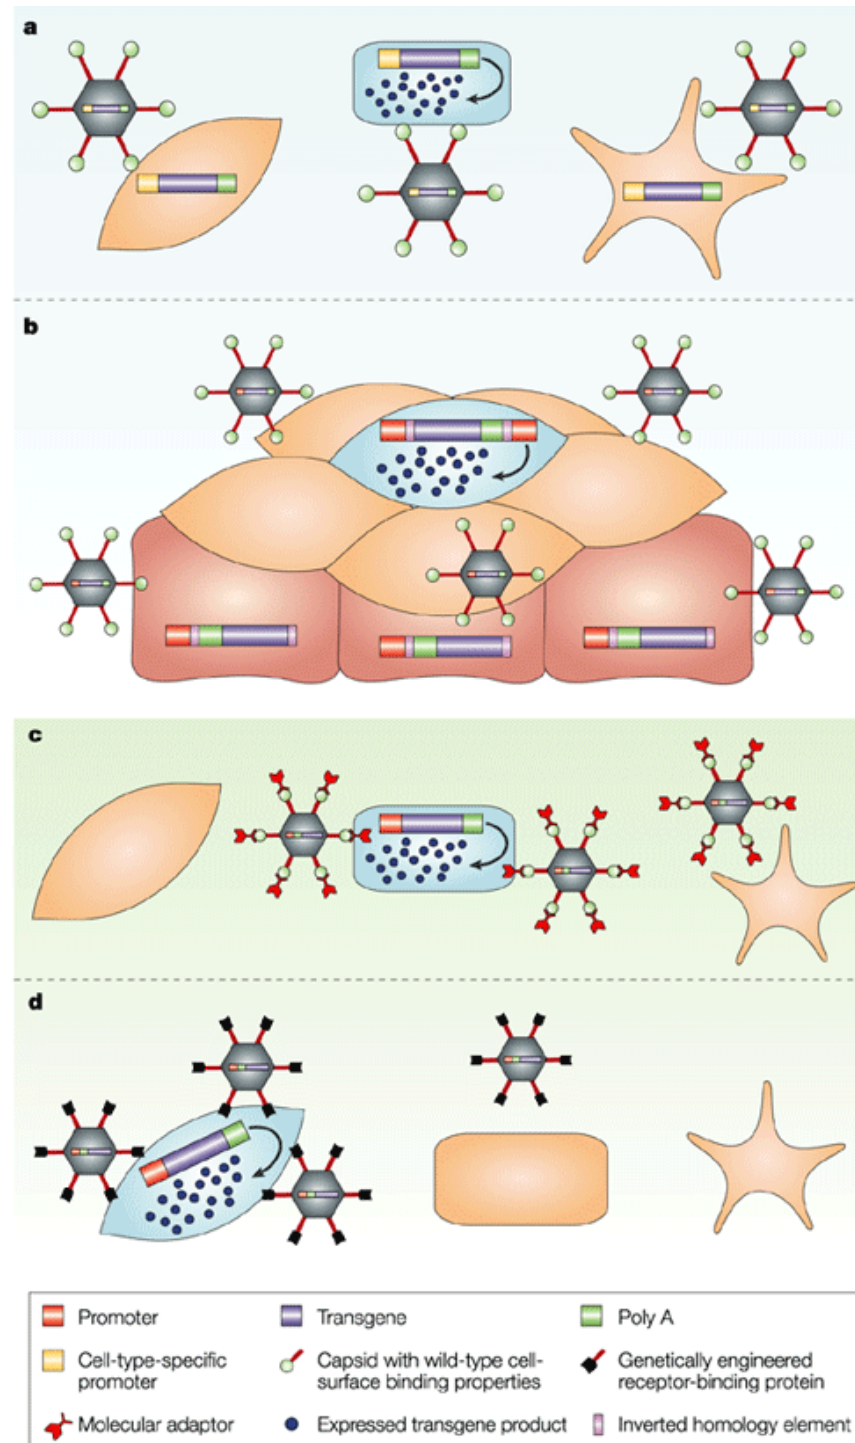 a
b
c
d
Promoter
Transgene
Poly A
Cell-type-specific
promoter
Capsid with wild-type cell-
surface binding properties
Genetically engineered
receptor-binding protein
Molecular adaptor
Expressed transgene product
Inverted homology element